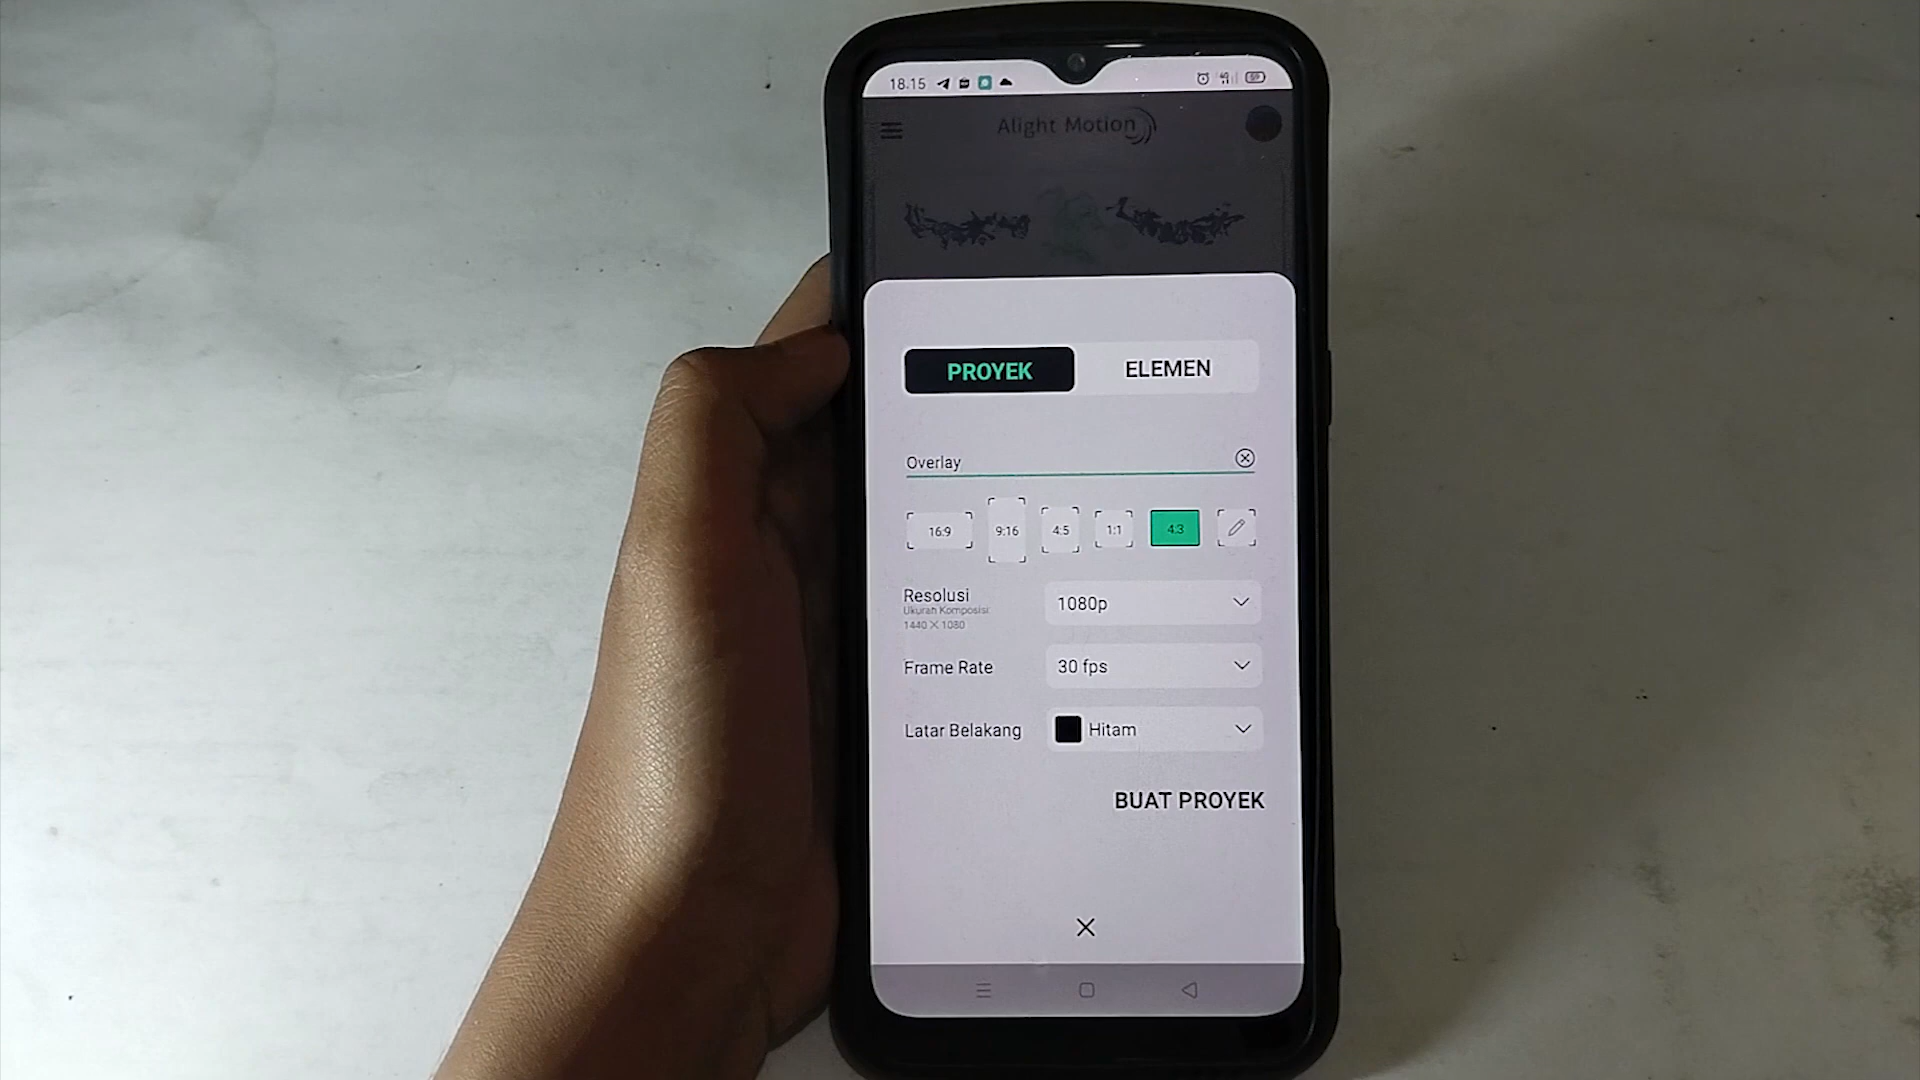 18.15
Alight Motion
PROYEK ELEMEN
Overlay
16:9 9:16 4:5 1:1 4:3
Resolusi 1080p
Ukuran Komposisi:
1440 X 1080
Frame Rate 30 fps
Latar Belakang Hitam
BUAT PROYEK